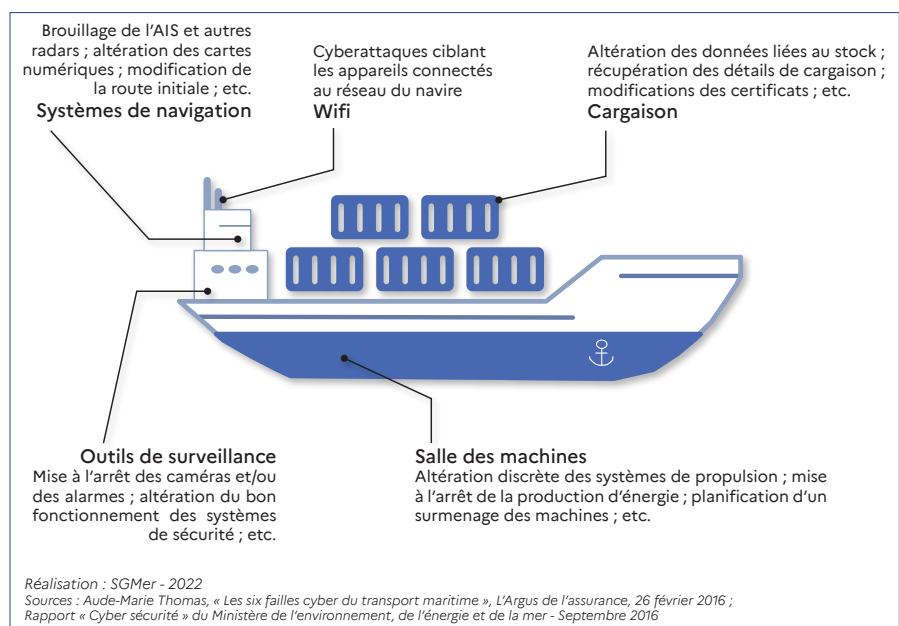 Brouillage de l'AIS et autres
radars ; altération des cartes
numériques ; modification de
la route initiale ; etc.
Systèmes de navigation
Cyberattaques ciblant
les appareils connectés
au réseau du navire
Wifi
Altération des données liées au stock ;
récupération des détails de cargaison ;
modifications des certificats ; etc.
Cargaison
Outils de surveillance
Mise à l'arrêt des caméras et/ou
des alarmes ; altération du bon
fonctionnement des systèmes
de sécurité ; etc.
Salle des machines
Altération discrète des systèmes de propulsion ; mise
à l'arrêt de la production d'énergie ; planification d'un
surmenage des machines ; etc.
Réalisation : SGMer - 2022
Sources : Aude-Marie Thomas, « Les six failles cyber du transport maritime », L'Argus de l'assurance, 26 février 2016 ;
Rapport « Cyber sécurité » du Ministère de l'environnement, de l'énergie et de la mer - Septembre 2016